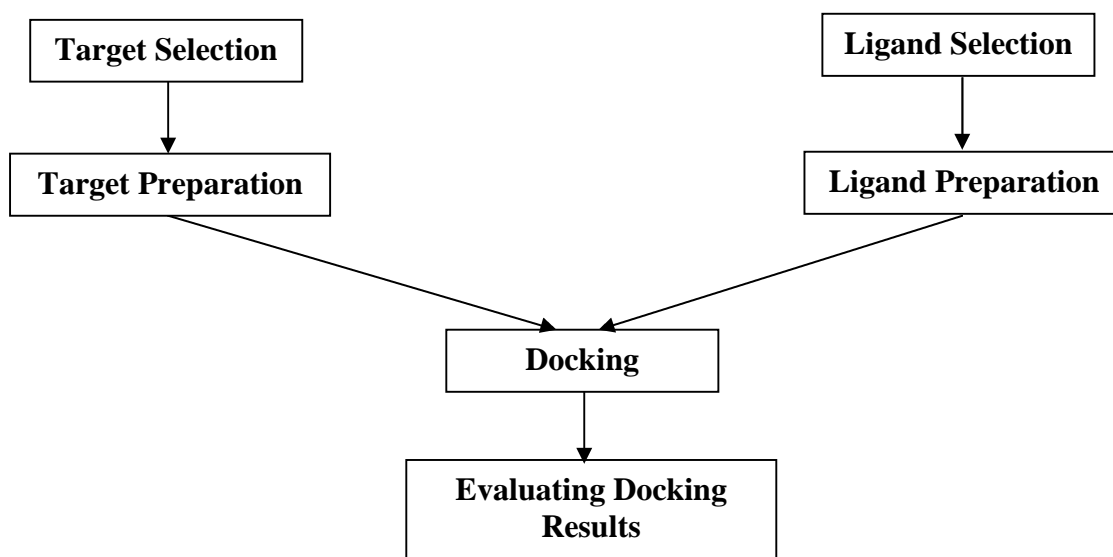 Target Selection
Ligand Selection
Target Preparation
Ligand Preparation
Docking
Evaluating Docking
Results